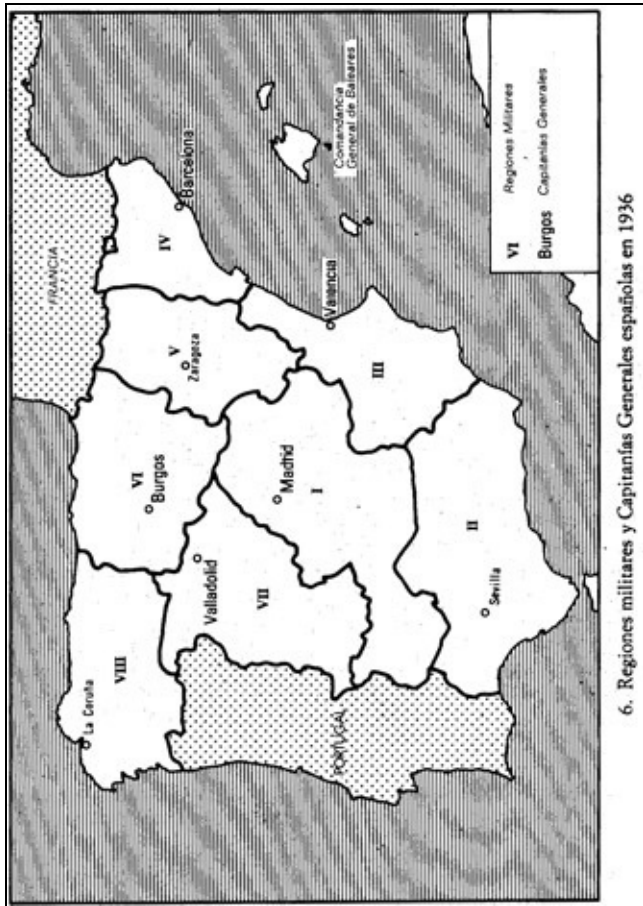 FRANCIA
PORTUGAL
La Coruña
VIII
VI
Burgos
V
Zaragoza
IV
Barcelona
Valladolid
VII
Madrid
I
III
Valencia
II
Sevilla
Comandancia
General de Baleares
VI Regiones Militares
Burgos Capitanías Generales
6. Regiones militares y Capitanías Generales españolas en 1936